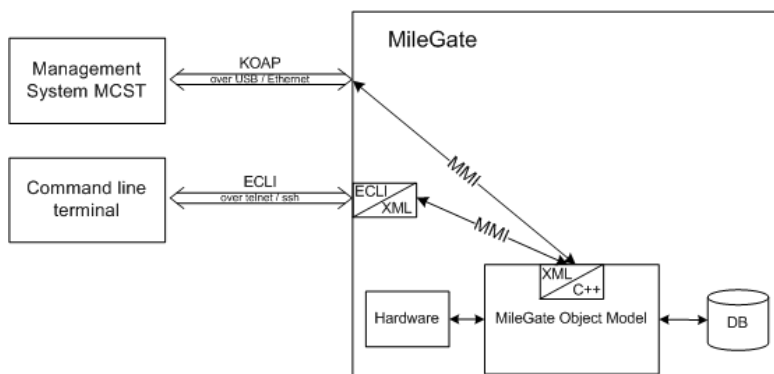 MileGate
Management
System MCST
KOAP
over USB / Ethernet
Command line
terminal
ECLI
over telnet / ssh
ECLI
XML
MMI
MMI
XML
C++
Hardware
MileGate Object Model
DB